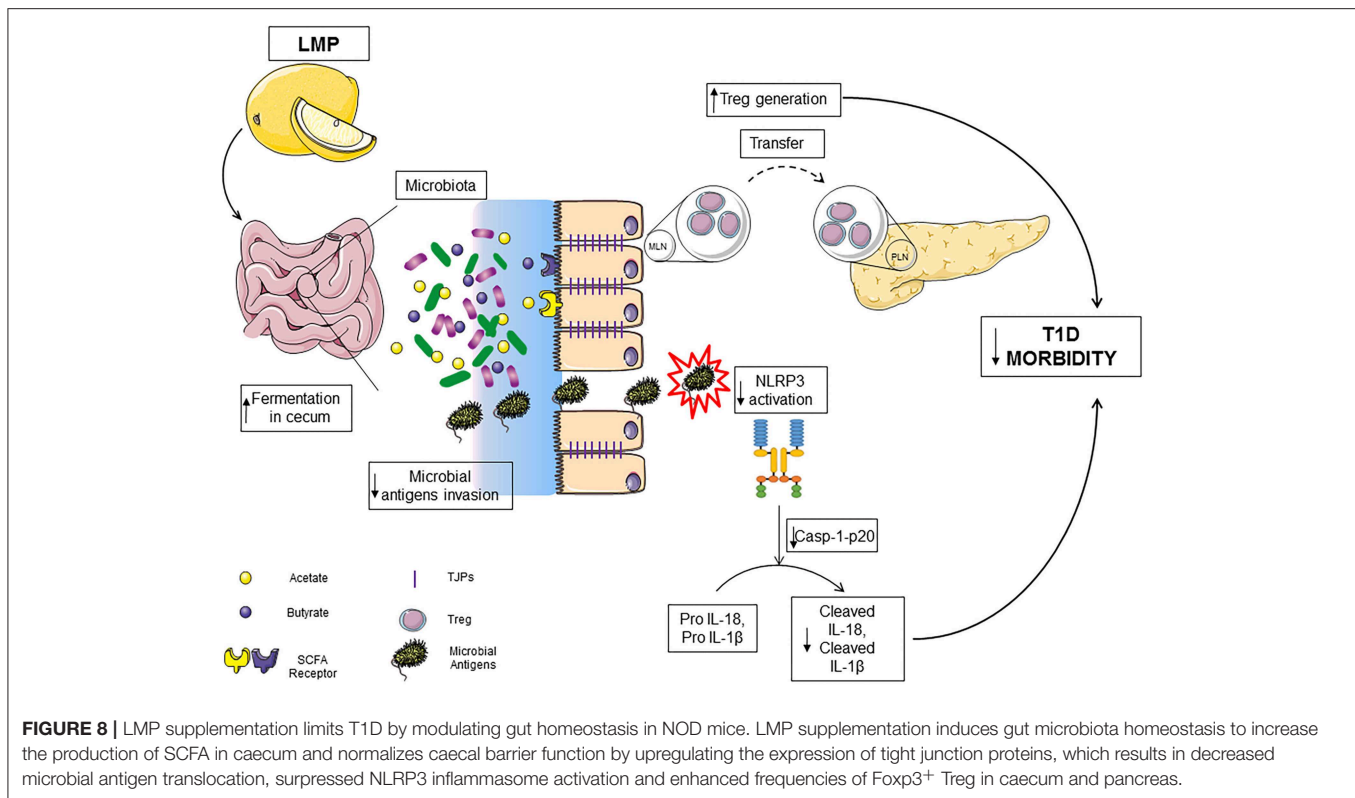 LMP
Microbiota
Fermentation
in cecum
Microbial
antigens invasion
Treg generation
Transfer
MLN
PLN
T1D
MORBIDITY
NLRP3
activation
Casp-1-p20
Pro IL-18,
Pro IL-1β
Cleaved
IL-18,
Cleaved
IL-1β
Acetate
Butyrate
SCFA
Receptor
TJPs
Treg
Microbial
Antigens
FIGURE 8 | LMP supplementation limits T1D by modulating gut homeostasis in NOD mice. LMP supplementation induces gut microbiota homeostasis to increase
the production of SCFA in caecum and normalizes caecal barrier function by upregulating the expression of tight junction proteins, which results in decreased
microbial antigen translocation, surpressed NLRP3 inflammasome activation and enhanced frequencies of Foxp3+ Treg in caecum and pancreas.